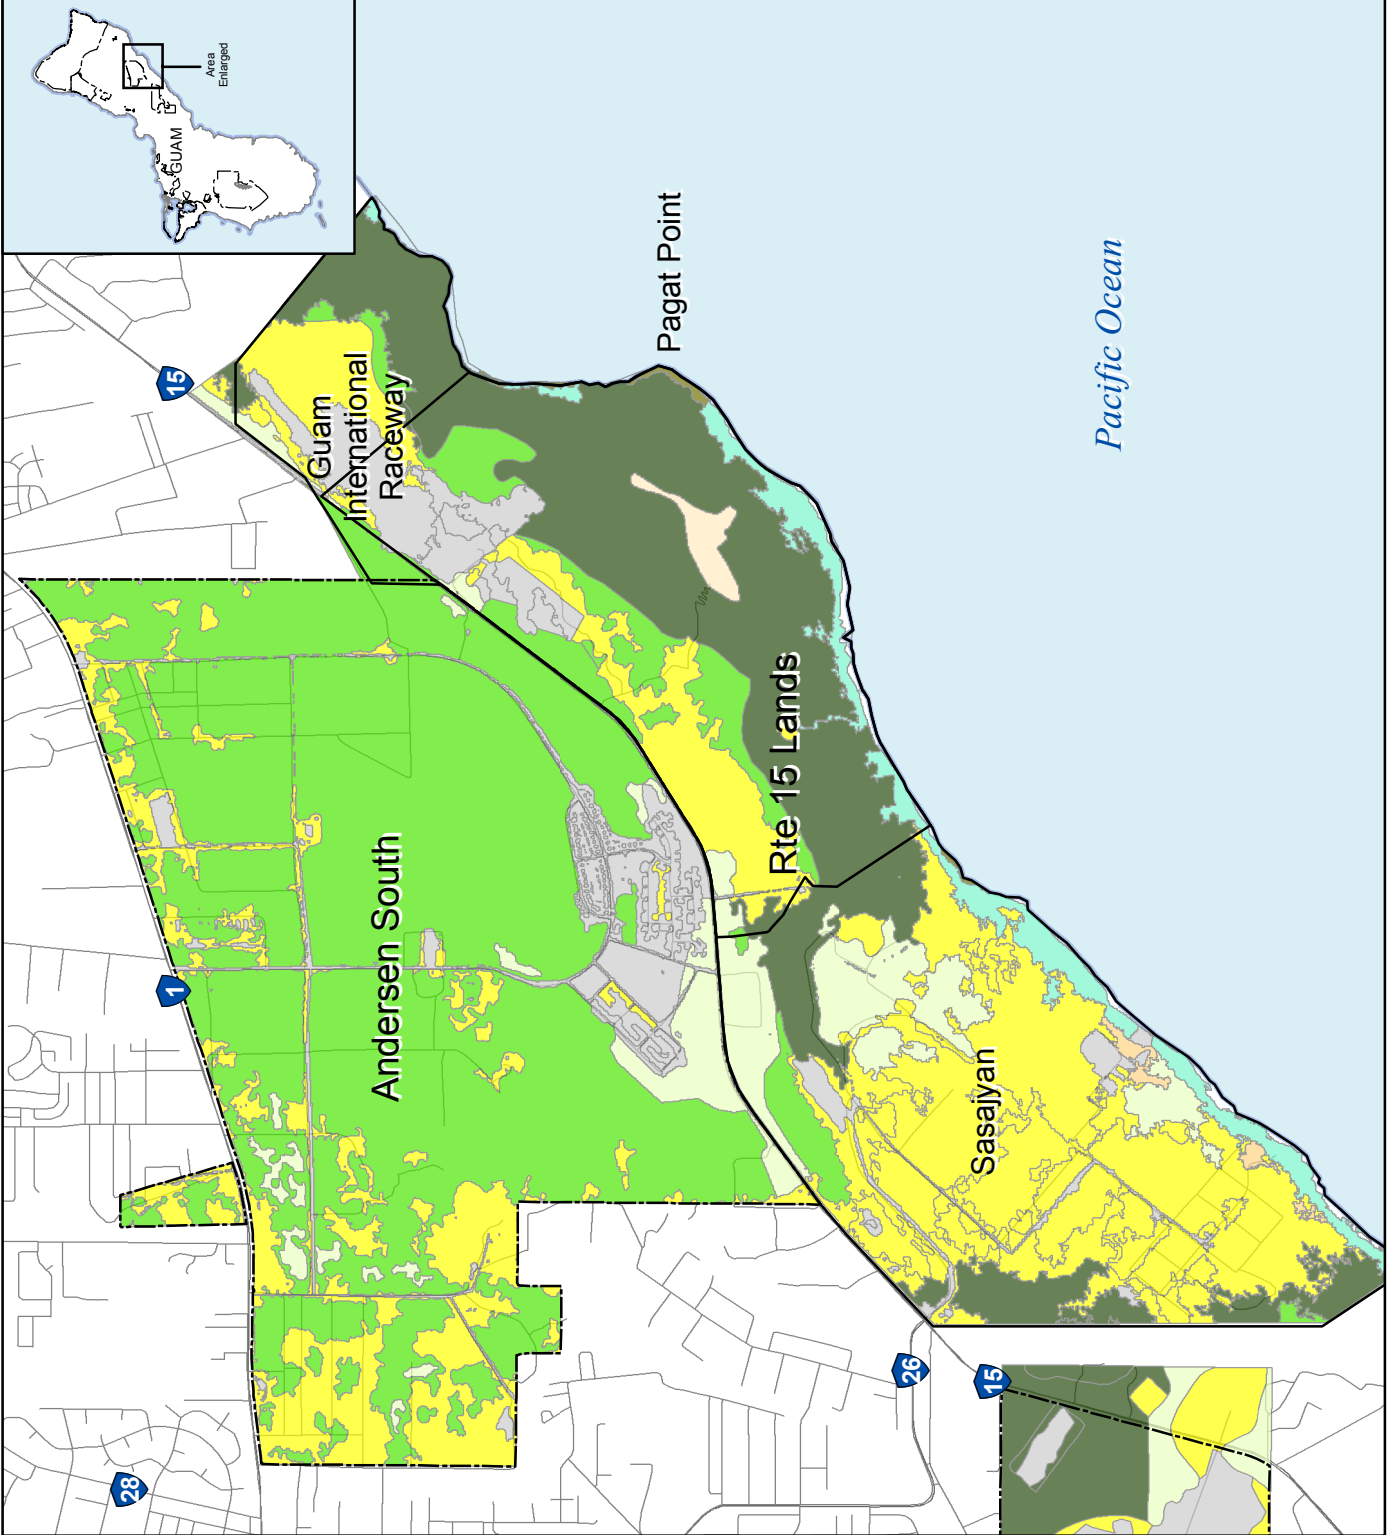 Area
Enlarged
GUAM
15
Guam
International
Raceway
Pagat Point
Pacific Ocean
Rte 15 Lands
Andersen South
1
Sasajyan
26
15
28